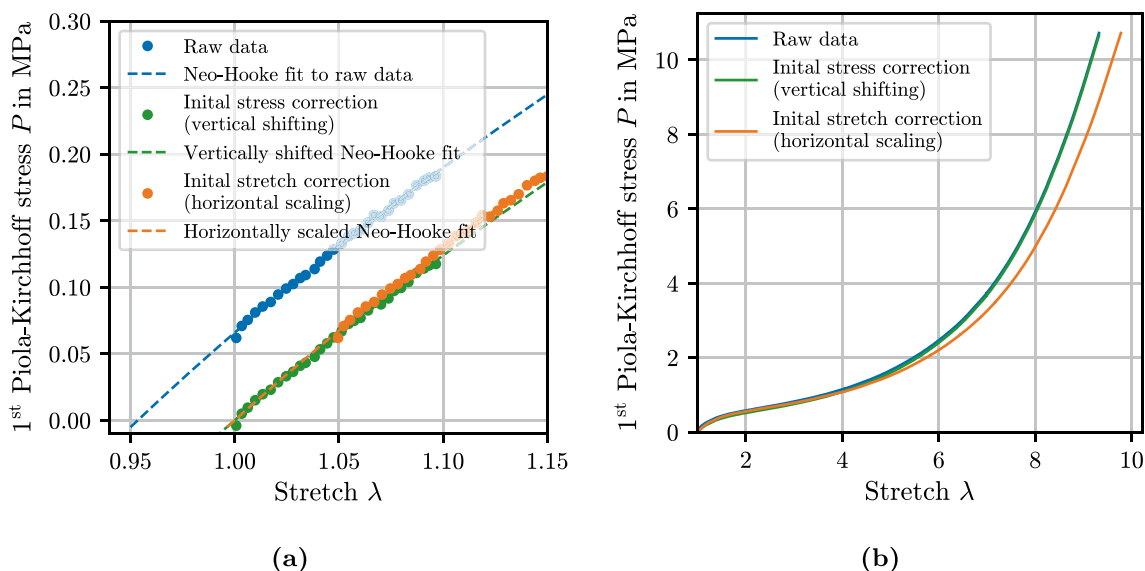 1st Piola-Kirchhoff stress P in MPa
0.30
0.25
0.20
0.15
0.10
0.05
0.00
Raw data
Neo-Hooke fit to raw data
Inital stress correction
(vertical shifting)
Vertically shifted Neo-Hooke fit
Inital stretch correction
(horizontal scaling)
Horizontally scaled Neo-Hooke fit
0.95
1.00
1.05
1.10
1.15
Stretch λ
(a)
1st Piola-Kirchhoff stress P in MPa
10
8
6
4
2
0
Raw data
Inital stress correction
(vertical shifting)
Inital stretch correction
(horizontal scaling)
2
4
6
8
10
Stretch λ
(b)